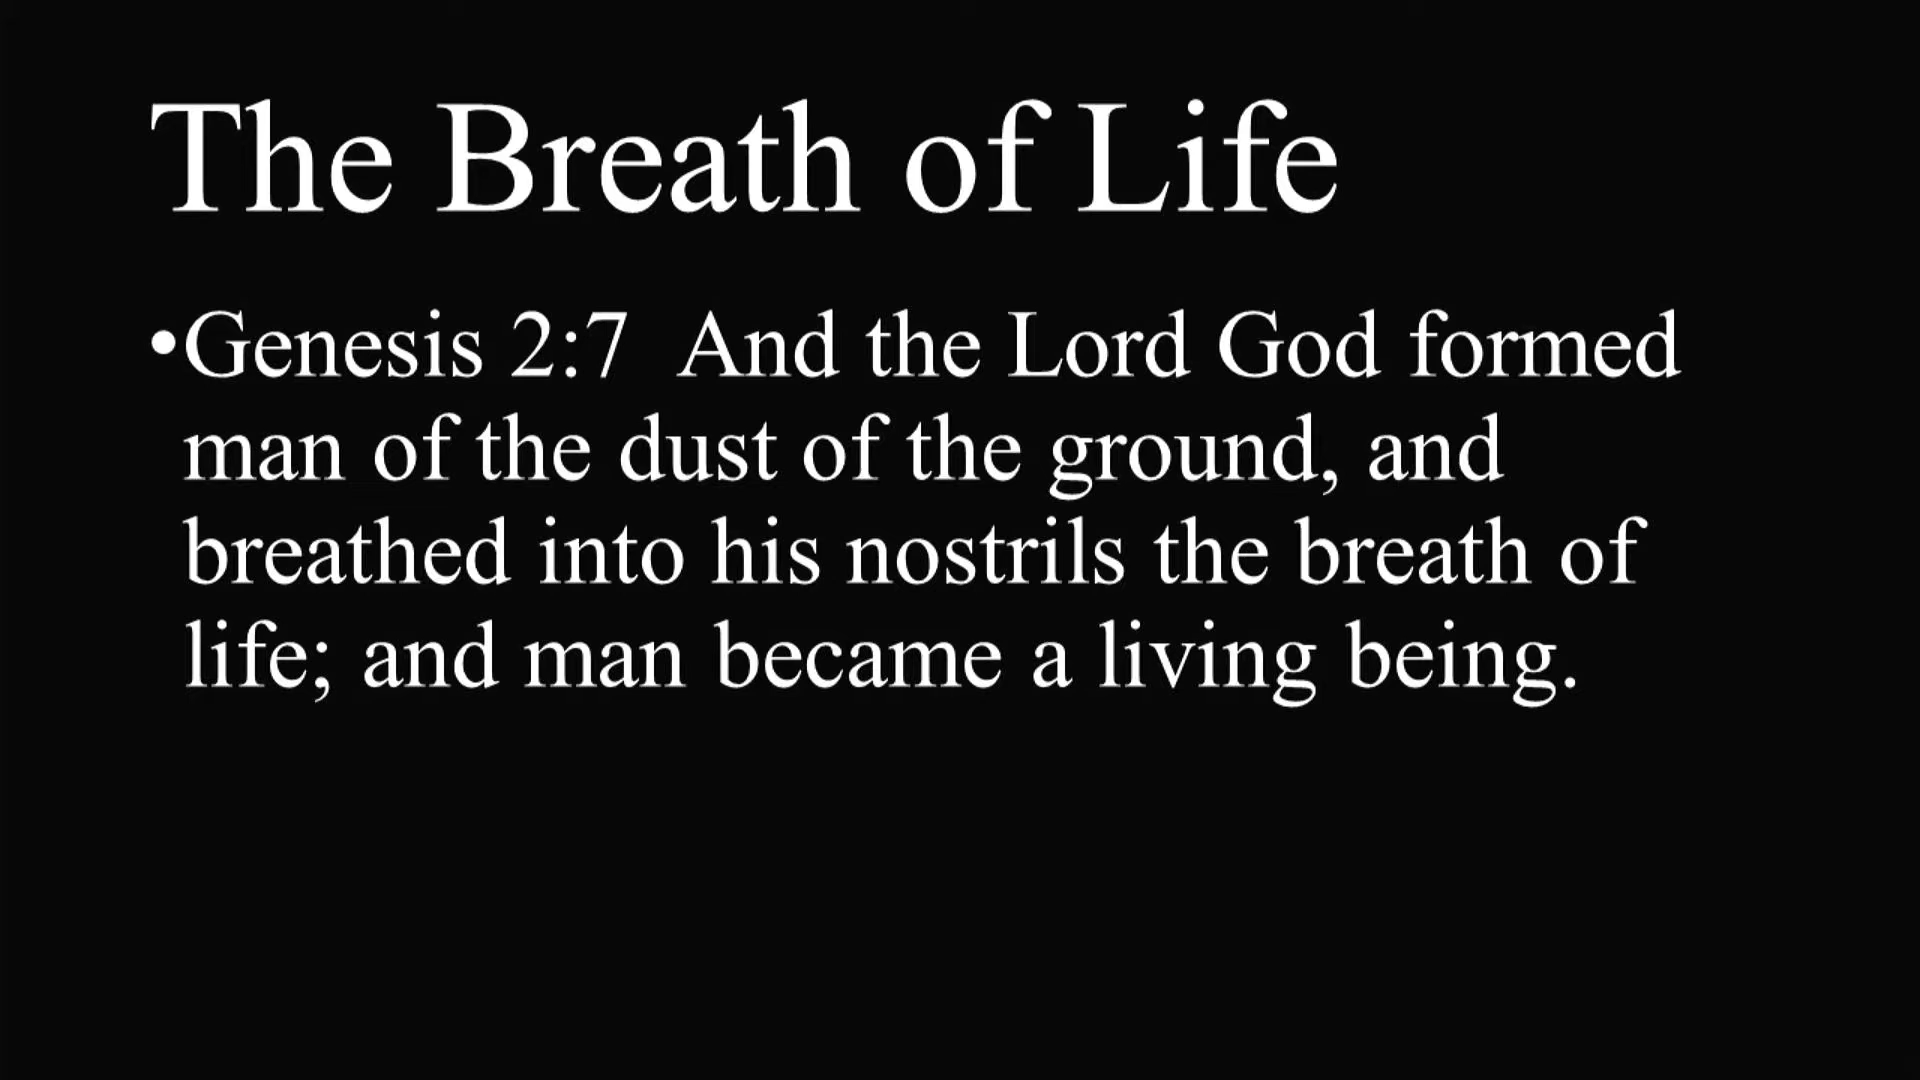 The Breath of Life
•Genesis 2:7  And the Lord God formed
man of the dust of the ground, and
breathed into his nostrils the breath of
life; and man became a living being.